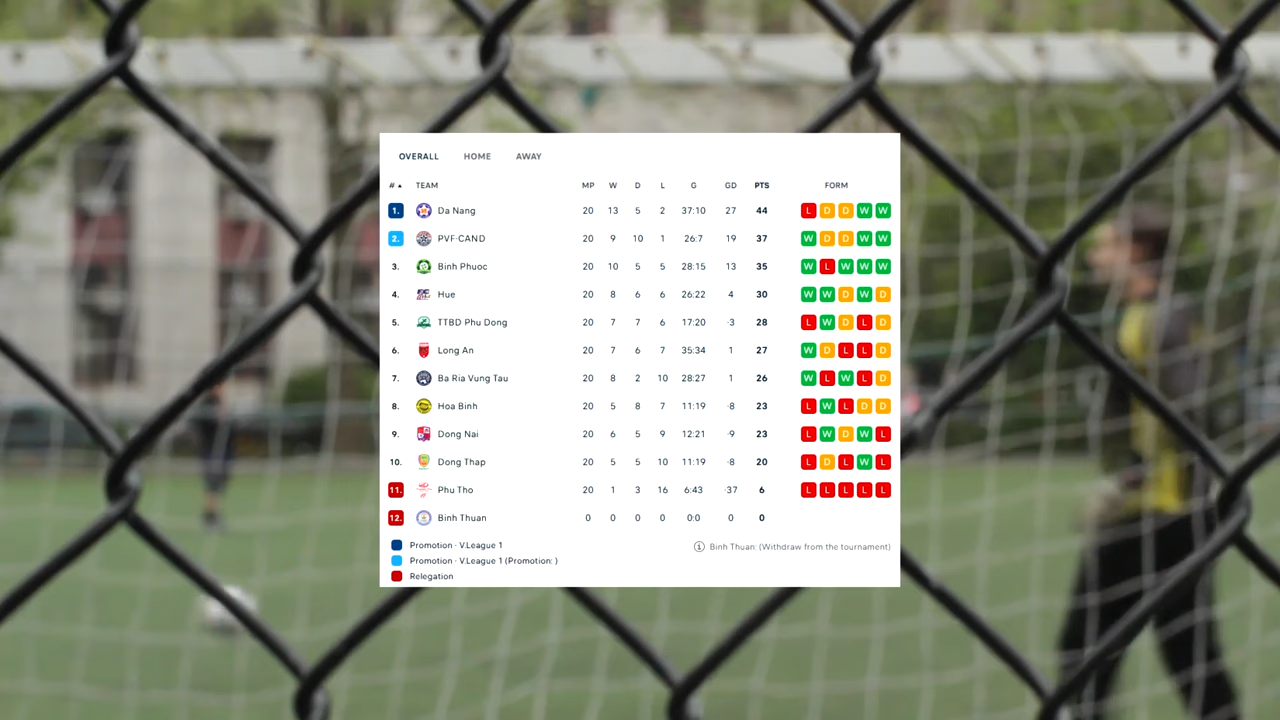 OVERALL HOME AWAY
# TEAM MP W D L G GD PTS FORM
1. Da Nang 20 13 5 2 37:10 27 44 L D D W W
2. PVF-CAND 20 9 10 1 26:7 19 37 W D D W W
3. Binh Phuoc 20 10 5 5 28:15 13 35 W L W W W
4. Hue 20 8 6 6 26:22 4 30 W W D W D
5. TTBD Phu Dong 20 7 7 6 17:20 -3 28 L W D L D
6. Long An 20 7 6 7 35:34 1 27 W D L L D
7. Ba Ria Vung Tau 20 8 2 10 28:27 1 26 W L W L D
8. Hoa Binh 20 5 8 7 11:19 -8 23 L W L D D
9. Dong Nai 20 6 5 9 12:21 -9 23 L W D W L
10. Dong Thap 20 5 5 10 11:19 -8 20 L D L W L
11. Phu Tho 20 1 3 16 6:43 -37 6 L L L L L
12. Binh Thuan 0 0 0 0 0:0 0 0
Promotion - V.League 1
Binh Thuan: (Withdraw from the tournament)
Promotion - V.League 1 (Promotion: )
Relegation